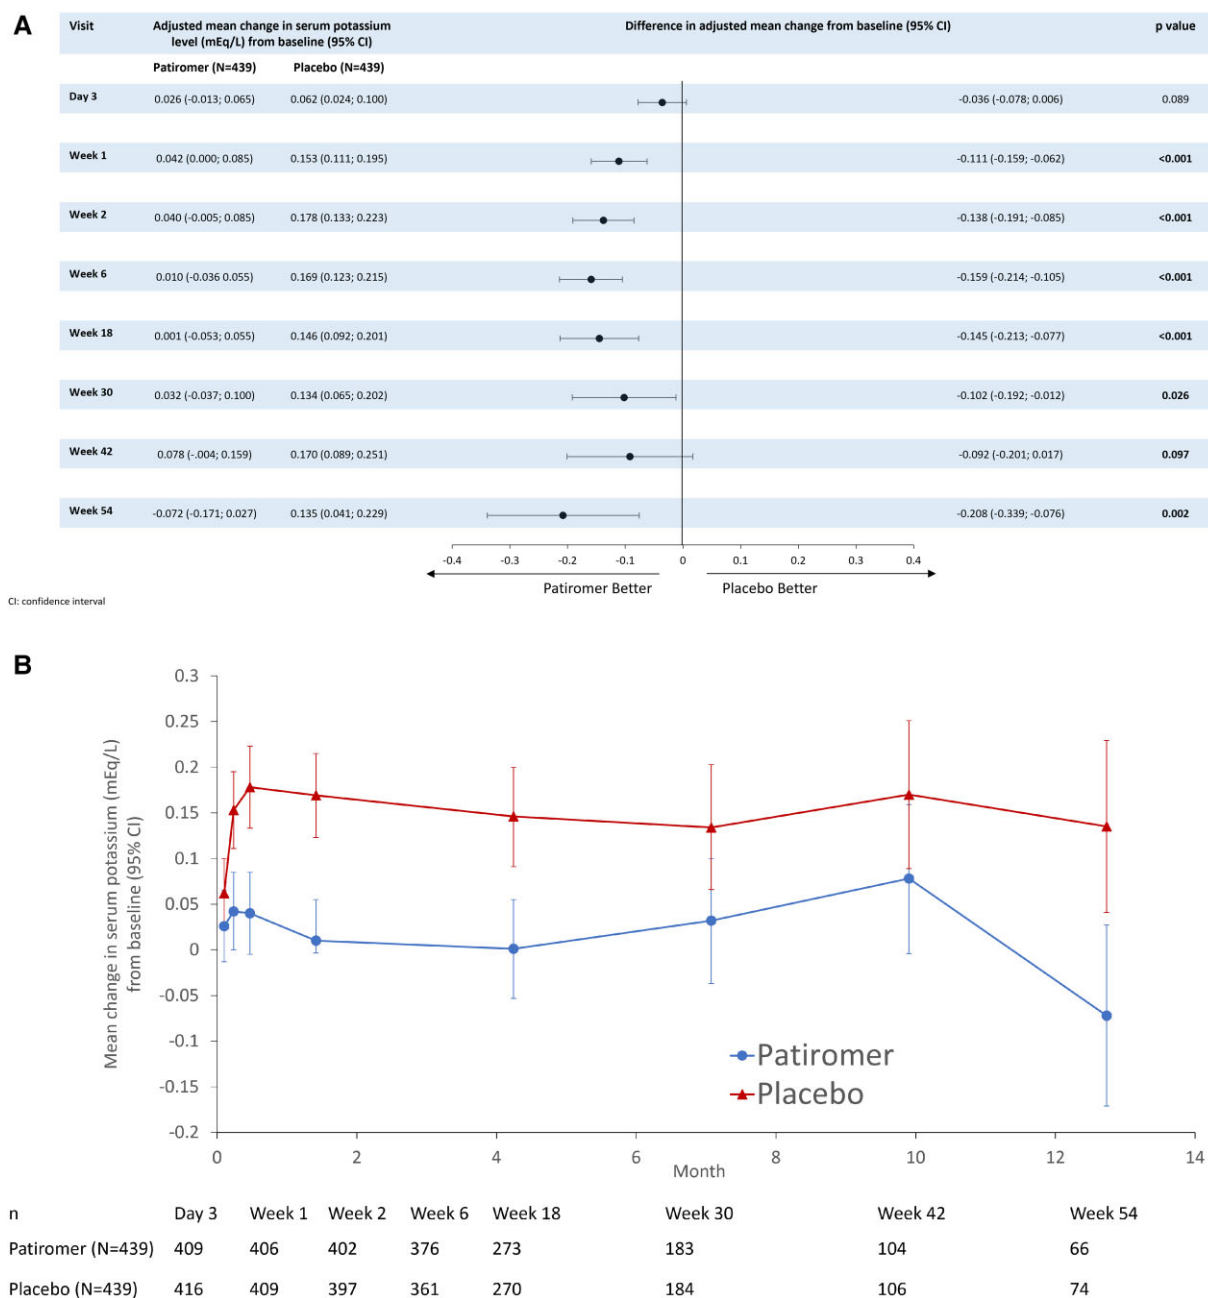 A
Visit Adjusted mean change in serum potassium level (mEq/L) from baseline (95% CI) Difference in adjusted mean change from baseline (95% CI) p value
Patiromer (N=439) Placebo (N=439)
Day 3 0.026 (-0.013; 0.065) 0.062 (0.024; 0.100) -0.036 (-0.078; 0.006) 0.089
Week 1 0.042 (0.000; 0.085) 0.153 (0.111; 0.195) -0.111 (-0.159; -0.062) <0.001
Week 2 0.040 (-0.005; 0.085) 0.178 (0.133; 0.223) -0.138 (-0.191; -0.085) <0.001
Week 6 0.010 (-0.036 0.055) 0.169 (0.123; 0.215) -0.159 (-0.214; -0.105) <0.001
Week 18 0.001 (-0.053; 0.055) 0.146 (0.092; 0.201) -0.145 (-0.213; -0.077) <0.001
Week 30 0.032 (-0.037; 0.100) 0.134 (0.065; 0.202) -0.102 (-0.192; -0.012) 0.026
Week 42 0.078 (-.004; 0.159) 0.170 (0.089; 0.251) -0.092 (-0.201; 0.017) 0.097
Week 54 -0.072 (-0.171; 0.027) 0.135 (0.041; 0.229) -0.208 (-0.339; -0.076) 0.002
-0.4 -0.3 -0.2 -0.1 0 0.1 0.2 0.3 0.4
Patiromer Better Placebo Better
CI: confidence interval
B
Mean change in serum potassium (mEq/L)
from baseline (95% CI)
0.3
0.25
0.2
0.15
0.1
0.05
0
-0.05
-0.1
-0.15
-0.2
Patiromer
Placebo
0 2 4 6 8 10 12 14
Month
n Day 3 Week 1 Week 2 Week 6 Week 18 Week 30 Week 42 Week 54
Patiromer (N=439) 409 406 402 376 273 183 104 66
Placebo (N=439) 416 409 397 361 270 184 106 74